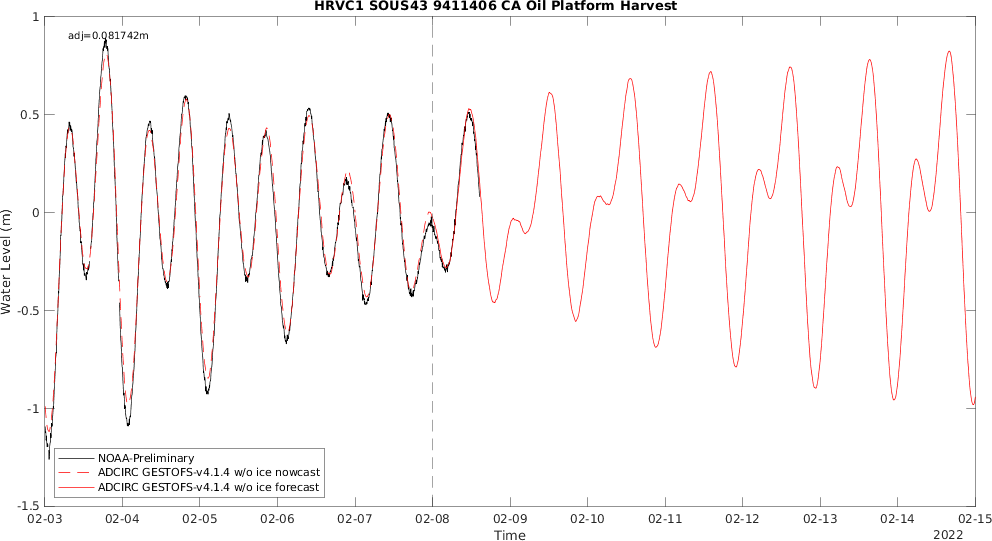 HRVC1 SOUS43 9411406 CA Oil Platform Harvest
adj=0.081742m
1
0.5
0
-0.5
-1
-1.5
Water Level (m)
NOAA-Preliminary
ADCIRC GESTOFS-v4.1.4 w/o ice nowcast
ADCIRC GESTOFS-v4.1.4 w/o ice forecast
02-03 02-04 02-05 02-06 02-07 02-08 02-09 02-10 02-11 02-12 02-13 02-14 02-15
Time
2022